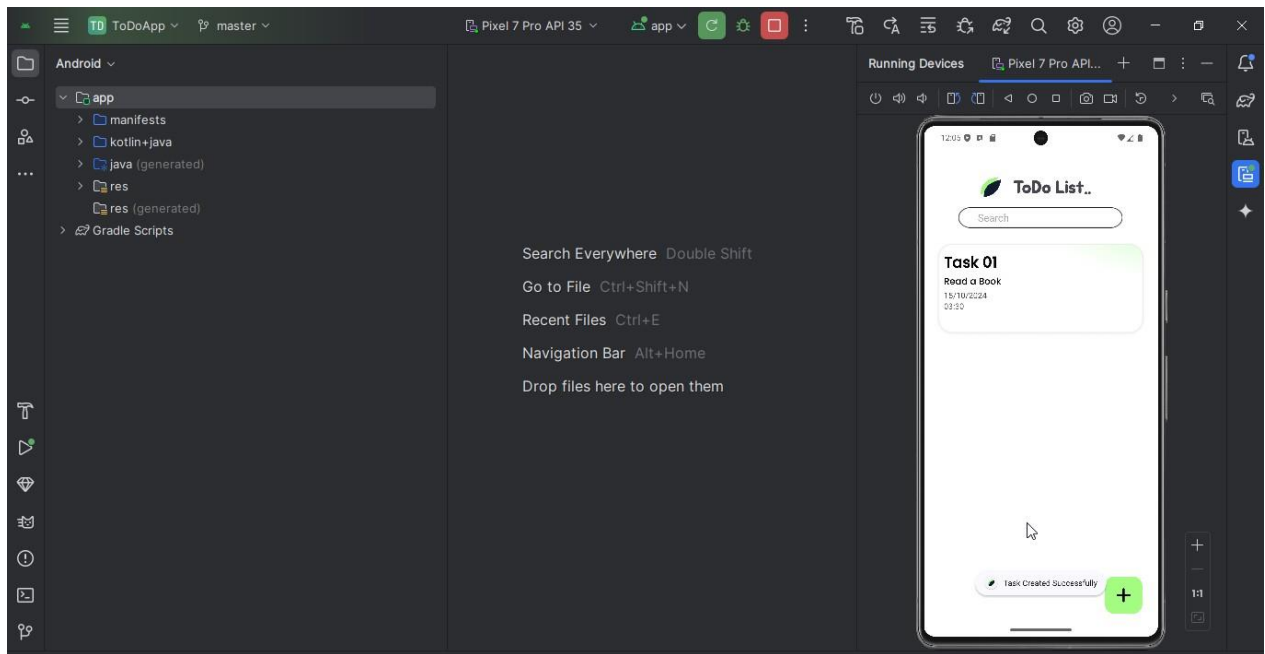 TD ToDoApp master Pixel 7 Pro API 35 app
Android
app
manifests
kotlin+java
java (generated)
res
res (generated)
Gradle Scripts
Search Everywhere Double Shift
Go to File Ctrl+Shift+N
Recent Files Ctrl+E
Navigation Bar Alt+Home
Drop files here to open them
Running Devices Pixel 7 Pro API...
12:05
ToDo List..
Search
Task 01
Read a Book
15/10/2024
03:30
Task Created Successfully
+
1:1